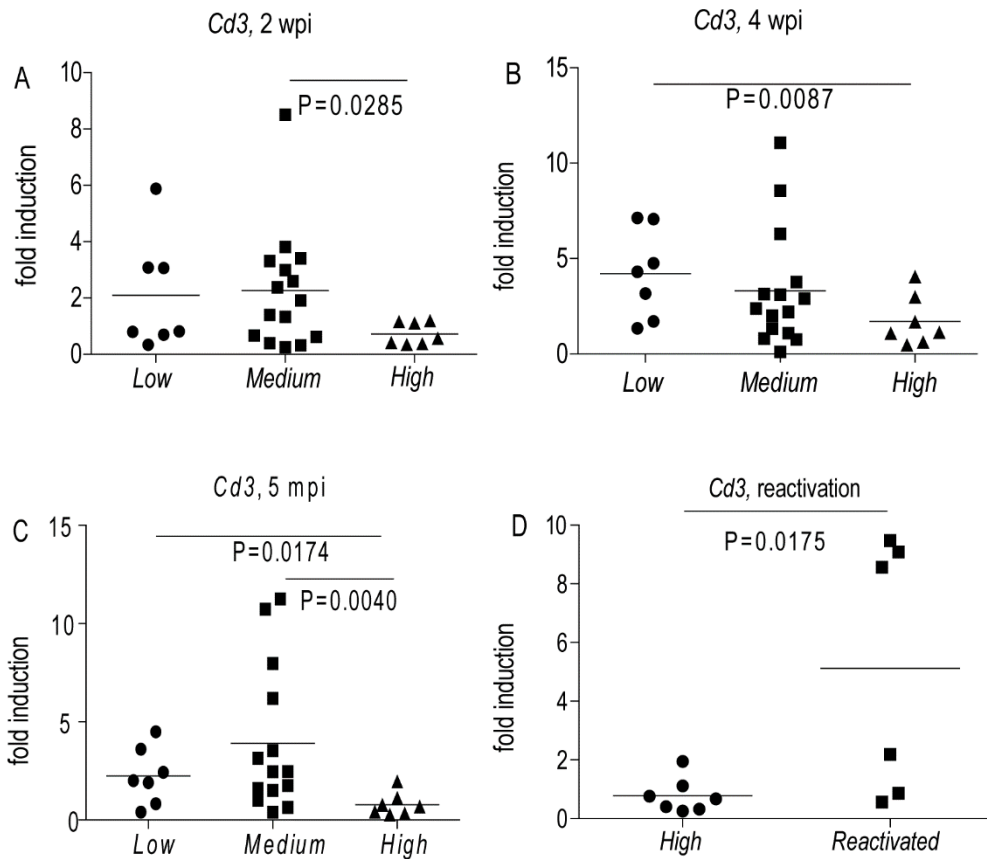 Cd3, 2 wpi
A
10
8
6
4
2
0
fold induction
P=0.0285
Low Medium High
Cd3, 4 wpi
B
15
10
5
0
fold induction
P=0.0087
Low Medium High
Cd3, 5 mpi
C
15
10
5
0
fold induction
P=0.0174
P=0.0040
Low Medium High
Cd3, reactivation
D
10
8
6
4
2
0
fold induction
P=0.0175
High Reactivated